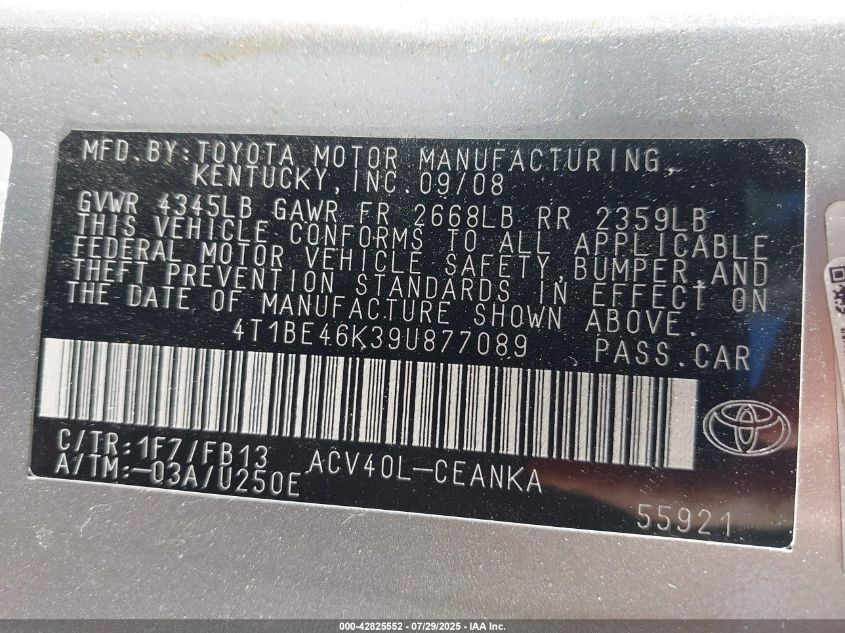 MFD.BY:TOYOTA MOTOR MANUFACTURING,
KENTUCKY,INC.09/08
GVWR 4345LB GAWR FR 2668LB RR 2359LB
THIS VEHICLE CONFORMS TO ALL APPLICABLE
FEDERAL MOTOR VEHICLE SAFETY,BUMPER,AND
THEFT PREVENTION STANDARDS IN EFFECT ON
THE DATE OF MANUFACTURE SHOWN ABOVE.
4T1BE46K39U877089 PASS.CAR
C/TR:1F7/FB13 ACV40L-CEANKA
A/TM:-03A/U250E
55921
000-42825552 | 07/29/2025 - IAA Inc.